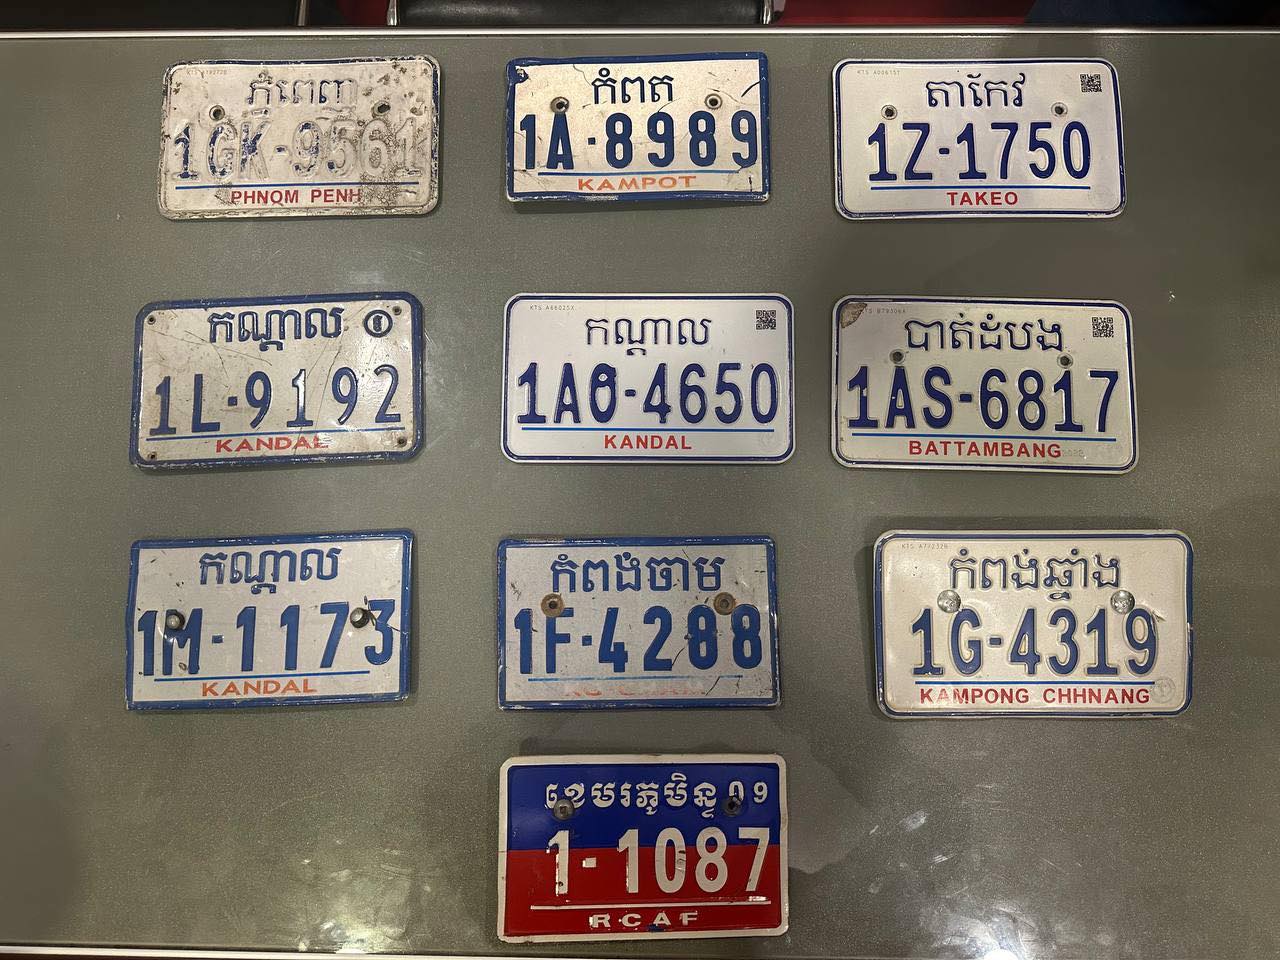 ភ្នំពេញ
1GK-9561
PHNOM PENH
កំពត
1A·8989
KAMPOT
តាកែវ
1Z-1750
TAKEO
កណ្ដាល
1L·9192
KANDAL
កណ្ដាល
1AO-4650
KANDAL
បាត់ដំបង
1AS-6817
BATTAMBANG
កណ្ដាល
1M·1173
KANDAL
កំពង់ចាម
1F·4288
កំពង់ឆ្នាំង
1G-4319
KAMPONG CHHNANG
ខេមរភូមិន្ទ
1-1087
RCAF